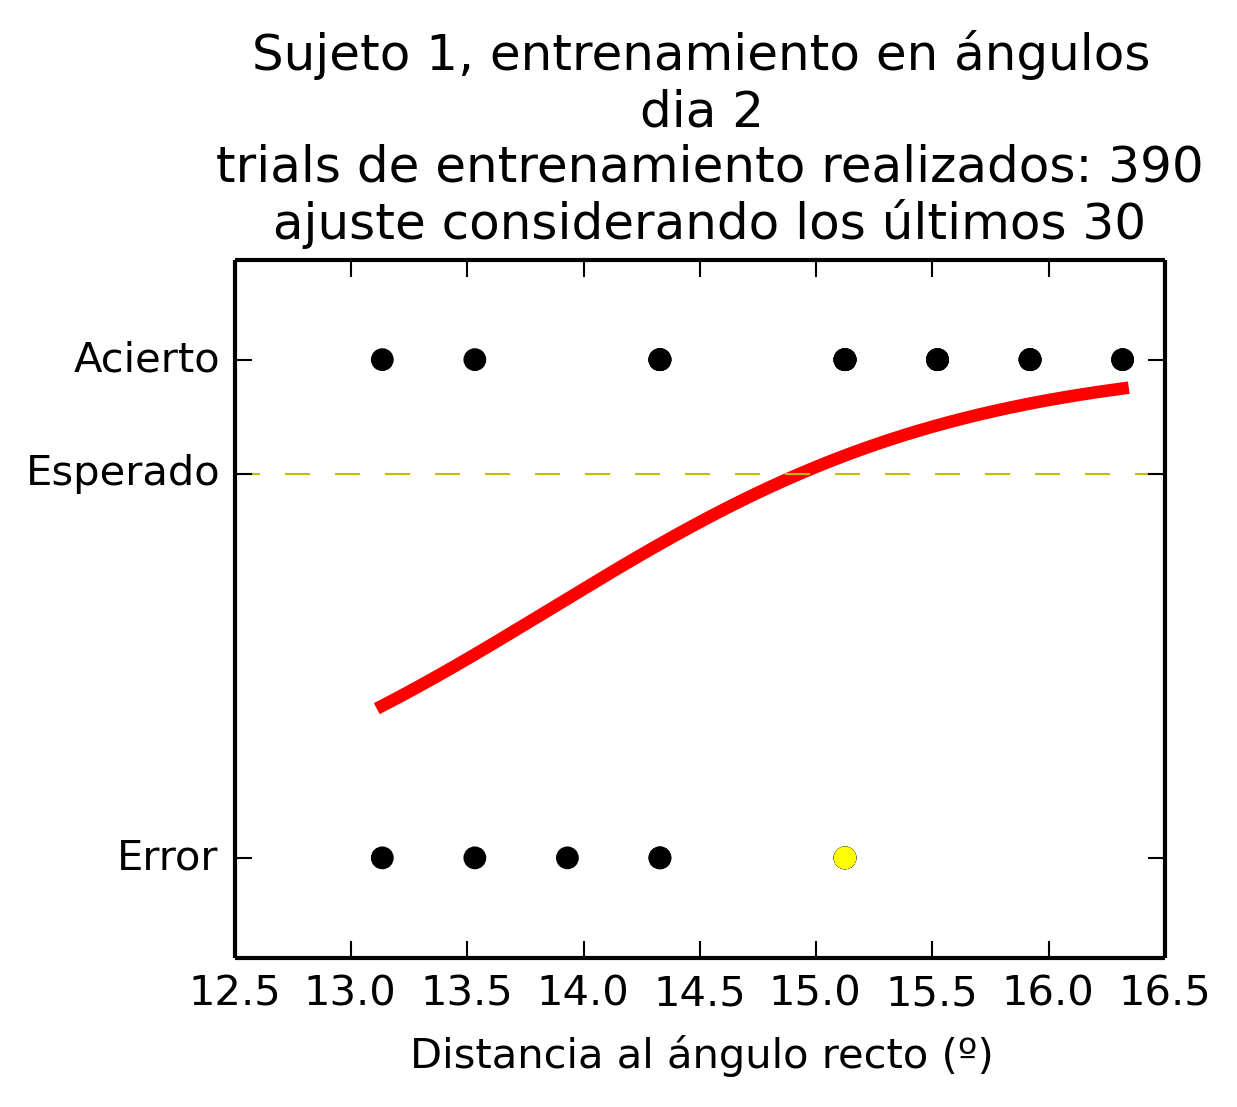 Sujeto 1, entrenamiento en ángulos
dia 2
trials de entrenamiento realizados: 390
ajuste considerando los últimos 30
Acierto
Esperado
Error
12.5 13.0 13.5 14.0 14.5 15.0 15.5 16.0 16.5
Distancia al ángulo recto (º)